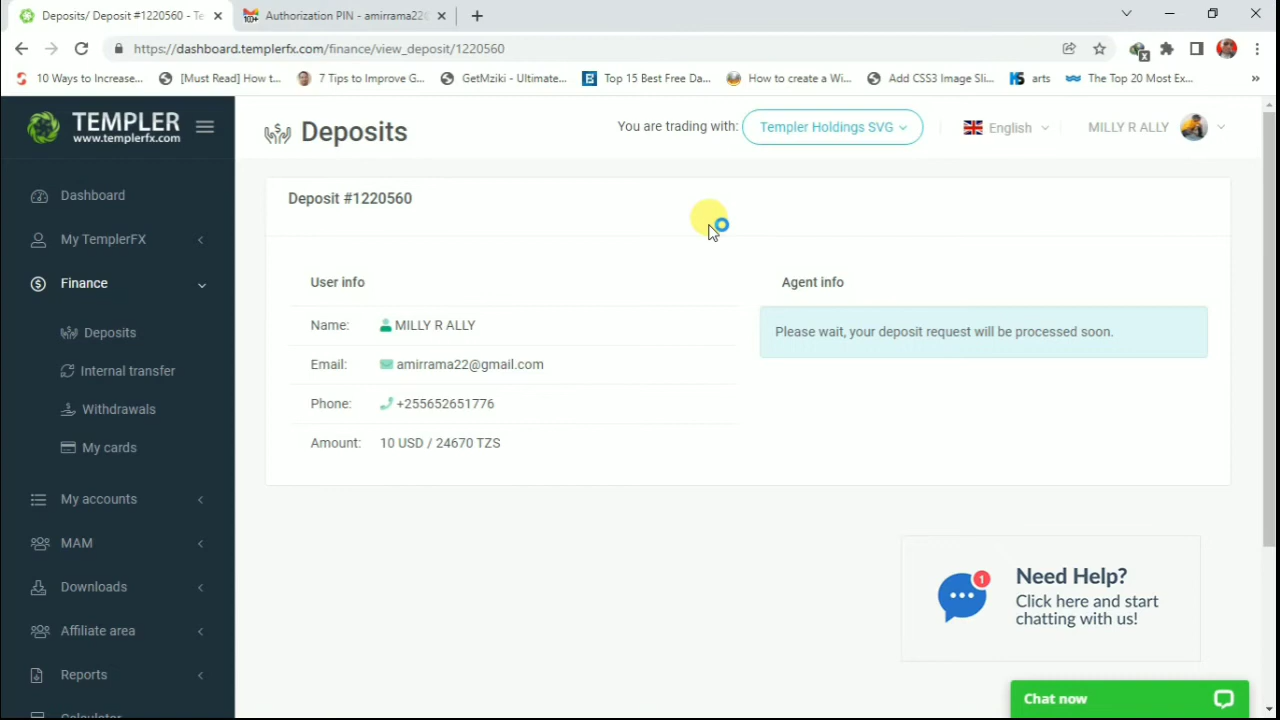 Deposits/ Deposit #1220560 - Te
Authorization PIN - amirrama22
https://dashboard.templerfx.com/finance/view_deposit/1220560
10 Ways to Increase...
[Must Read] How t...
7 Tips to Improve G...
GetMziki - Ultimate...
Top 15 Best Free Da...
How to create a Wi...
Add CSS3 Image Sli...
arts
The Top 20 Most Ex...
TEMPLER
www.templerfx.com
Deposits
You are trading with:
Templer Holdings SVG
English
MILLY R ALLY
Dashboard
My TemplerFX
Finance
Deposits
Internal transfer
Withdrawals
My cards
My accounts
MAM
Downloads
Affiliate area
Reports
Calculator
Deposit #1220560
User info
Name: MILLY R ALLY
Email: amirrama22@gmail.com
Phone: +255652651776
Amount: 10 USD / 24670 TZS
Agent info
Please wait, your deposit request will be processed soon.
1
Need Help?
Click here and start
chatting with us!
Chat now